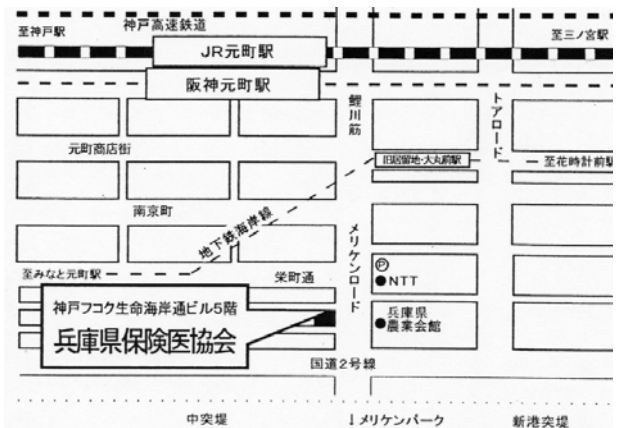 神戸高速鉄道
至神戸駅
至三ノ宮駅
JR元町駅
阪神元町駅
鯉川筋
トアロード
元町商店街
旧居留地・大丸前駅
至花時計前駅
南京町
地下鉄海岸線
メリケンロード
至みなと元町駅
栄町通
Ⓟ
●NTT
神戸フコク生命海岸通ビル5階
兵庫県保険医協会
●兵庫県
農業会館
国道2号線
中突堤
↓メリケンパーク
新港突堤